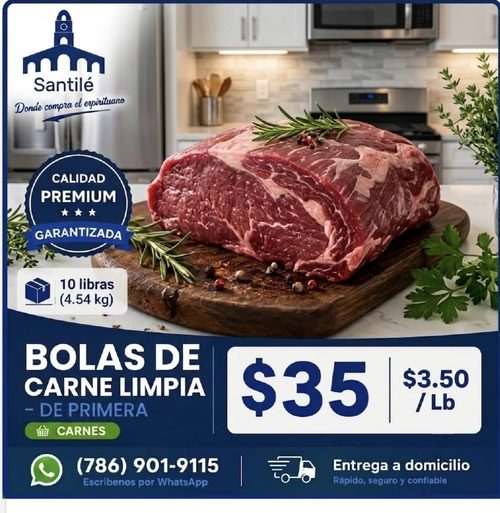 Santilé
Donde compra el espirituano
CALIDAD
PREMIUM
GARANTIZADA
10 libras
(4.54 kg)
BOLAS DE
CARNE LIMPIA
- DE PRIMERA
CARNES
$35
$3.50
/ Lb
(786) 901-9115
Escríbenos por WhatsApp
Entrega a domicilio
Rápido, seguro y confiable